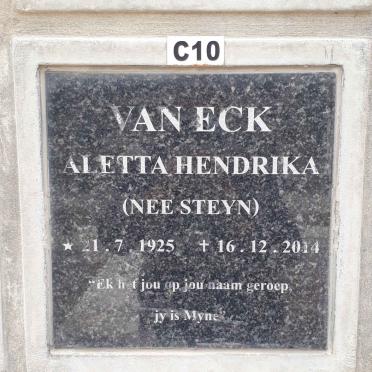 C10
VAN ECK
ALETTA HENDRIKA
(NEE STEYN)
★ 21 . 7 . 1925 ✝ 16 . 12 . 2014
“Ek het jou op jou naam geroep,
jy is Myne”